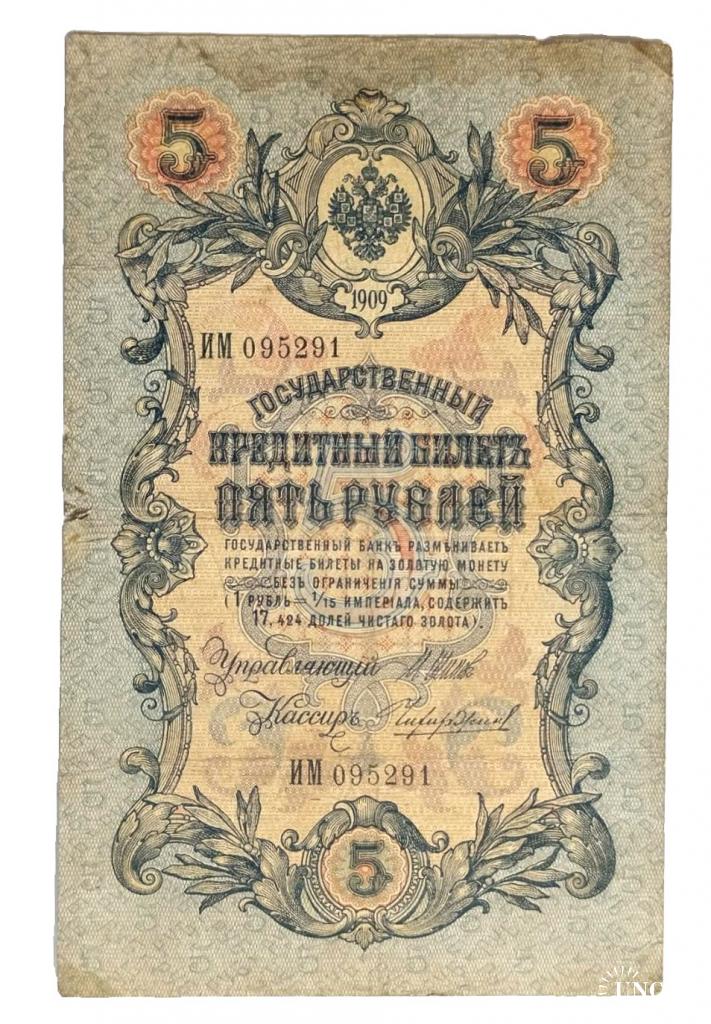 5 5
1909
ИМ 095291
ГОСУДАРСТВЕННЫЙ
КРЕДИТНЫЙ БИЛЕТЪ
ПЯТЬ РУБЛЕЙ
ГОСУДАРСТВЕННЫЙ БАНКЪ РАЗМѢНИВАЕТЪ
КРЕДИТНЫЕ БИЛЕТЫ НА ЗОЛОТУЮ МОНЕТУ
БЕЗЪ ОГРАНИЧЕНІЯ СУММЫ
(1 РУБЛЬ — 1/15 ИМПЕРІАЛА, СОДЕРЖИТЪ
17,424 ДОЛЕЙ ЧИСТАГО ЗОЛОТА).
Управляющій
Кассиръ
ИМ 095291
5
UNC